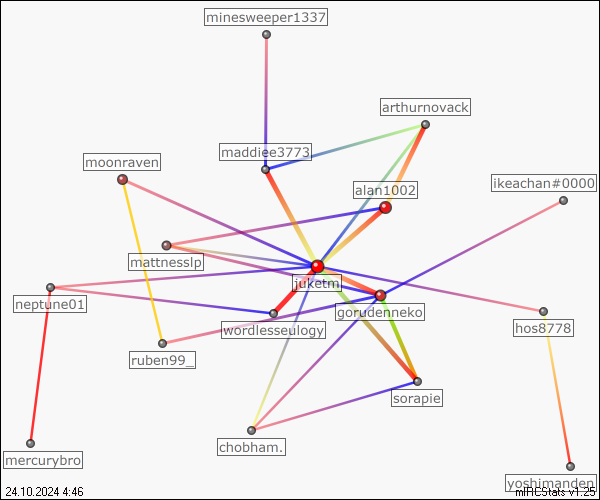 minesweeper1337
arthurnovack
maddiee3773
moonraven
alan1002
ikeachan#0000
mattnesslp
juketm
neptune01
gorudenneko
wordlesseulogy
hos8778
ruben99_
sorapie
chobham.
mercurybro
yoshimanden
24.10.2024 4:46
mIRCStats v1.25